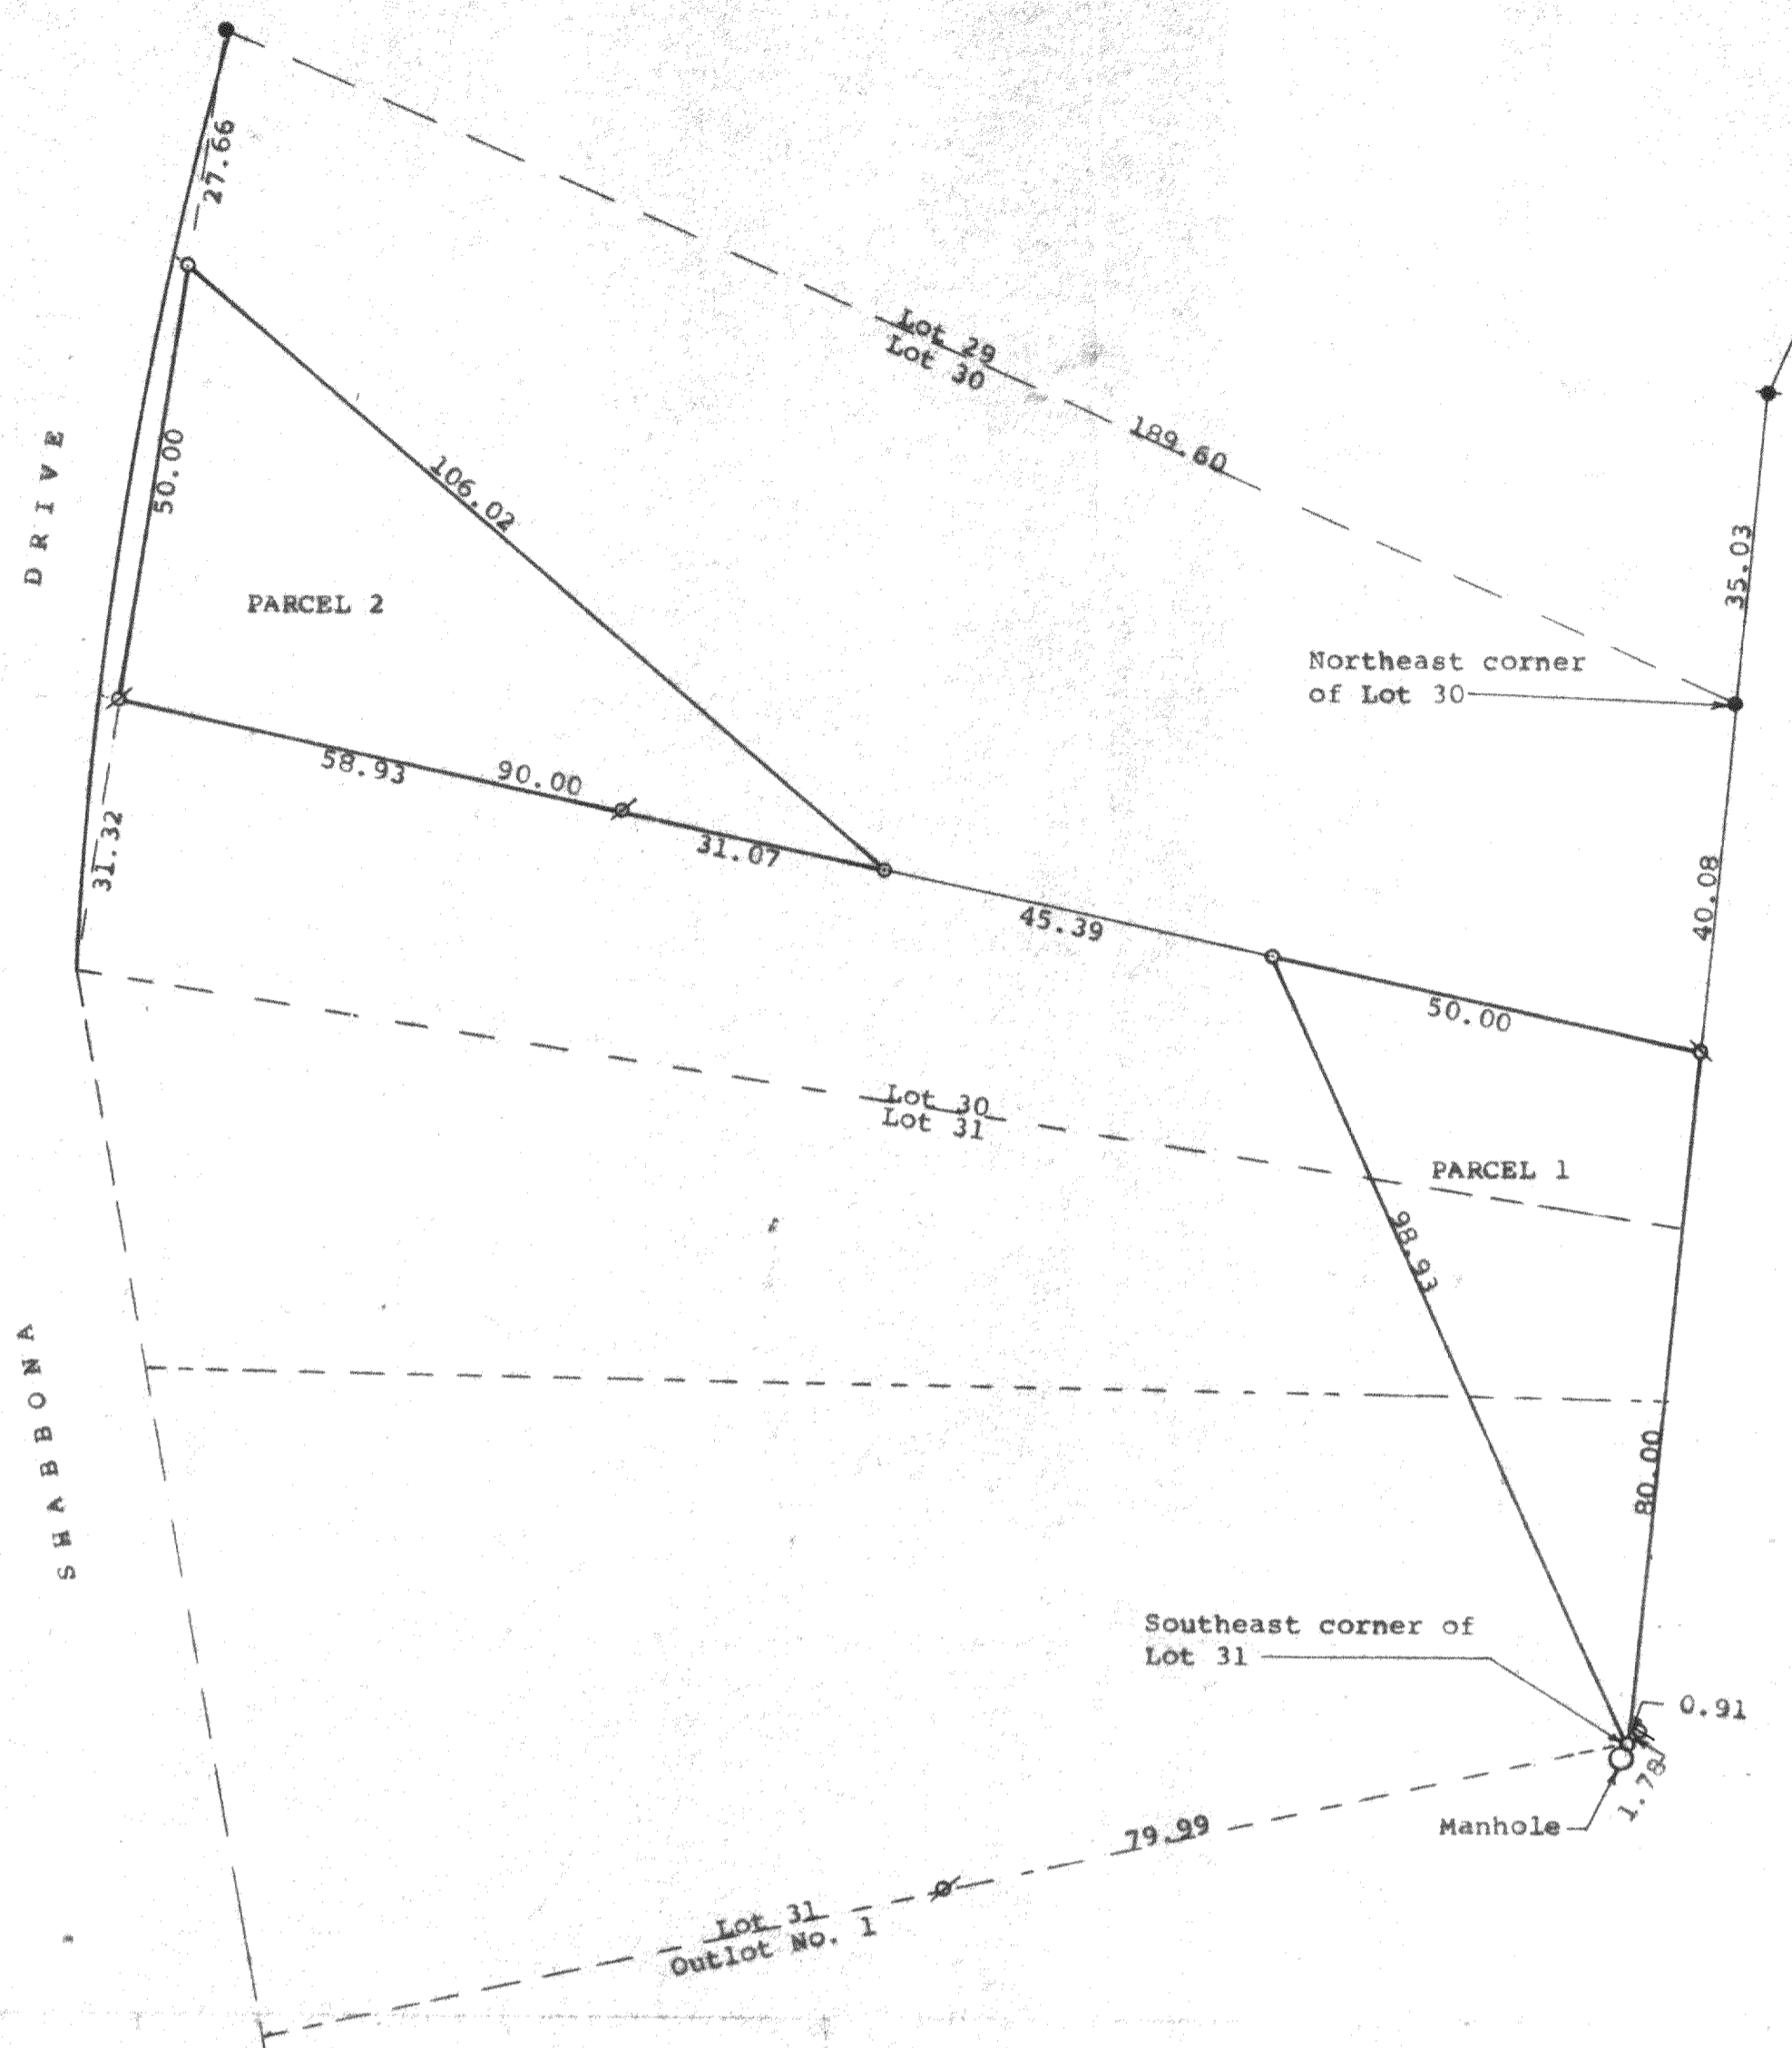 27.66
Lot 29
Lot 30
189.60
DRIVE
50.00
106.02
35.03
PARCEL 2
Northeast corner
of Lot 30
58.93
90.00
31.07
31.32
45.39
40.08
50.00
Lot 30
Lot 31
PARCEL 1
98.93
SHABBONA
80.00
Southeast corner of
Lot 31
0.91
1.78
Manhole
79.99
Lot 31
Outlot No. 1